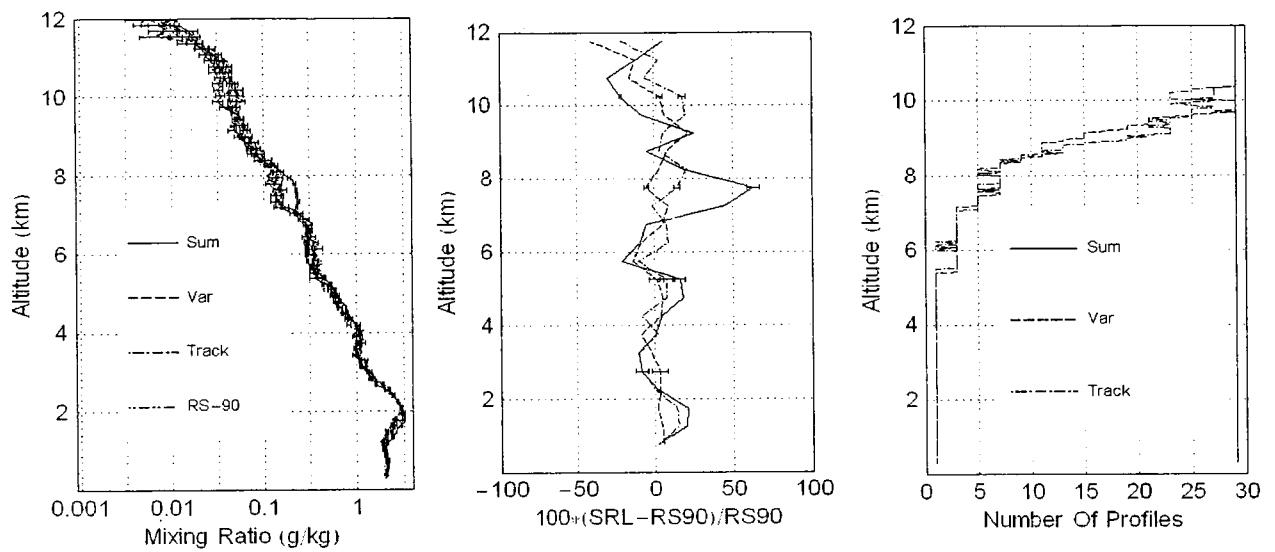 12
10
8
6
4
2
Altitude (km)
Sum
Var
Track
RS-90
0.001
0.01
0.1
1
Mixing Ratio (g/kg)
12
10
8
6
4
2
Altitude (km)
-100
-50
0
50
100
100*(SRL-RS90)/RS90
12
10
8
6
4
2
Altitude (km)
Sum
Var
Track
0
5
10
15
20
25
30
Number Of Profiles